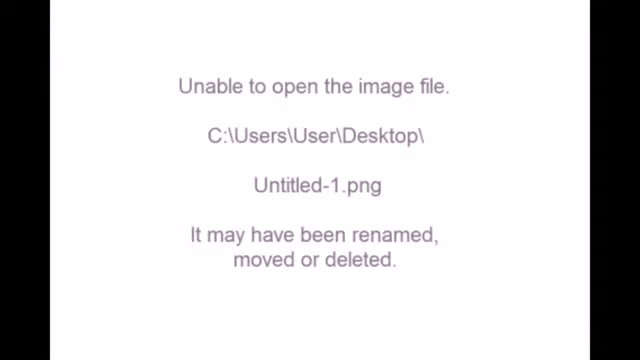 Unable to open the image file.
C:\Users\User\Desktop\
Untitled-1.png
It may have been renamed,
moved or deleted.